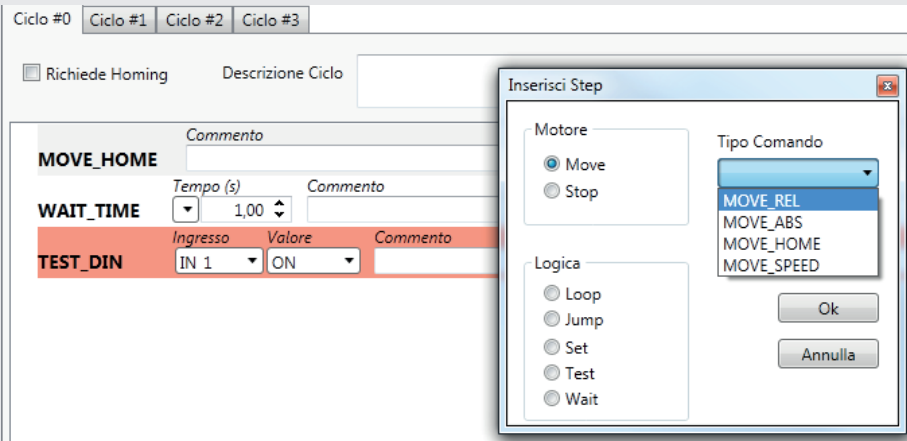 Ciclo #0 Ciclo #1 Ciclo #2 Ciclo #3
Richiede Homing Descrizione Ciclo
Commento
MOVE_HOME
Tempo (s) Commento
WAIT_TIME 1,00
Ingresso Valore Commento
TEST_DIN IN 1 ON
Inserisci Step
Motore
Move
Stop
Tipo Comando
MOVE_REL
MOVE_ABS
MOVE_HOME
MOVE_SPEED
Logica
Loop
Jump
Set
Test
Wait
Ok
Annulla